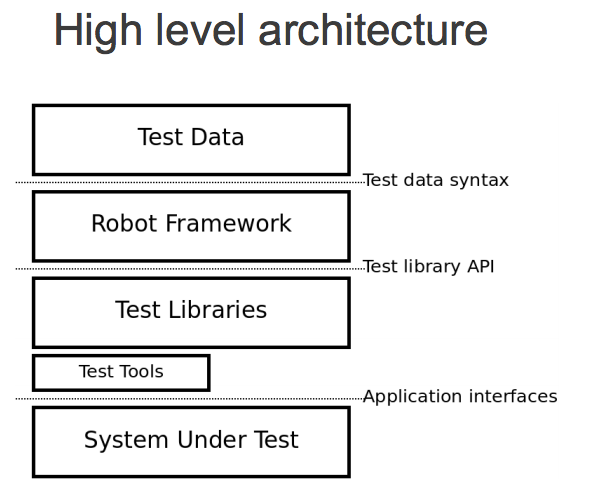 High level architecture
Test Data
Test data syntax
Robot Framework
Test library API
Test Libraries
Test Tools
Application interfaces
System Under Test